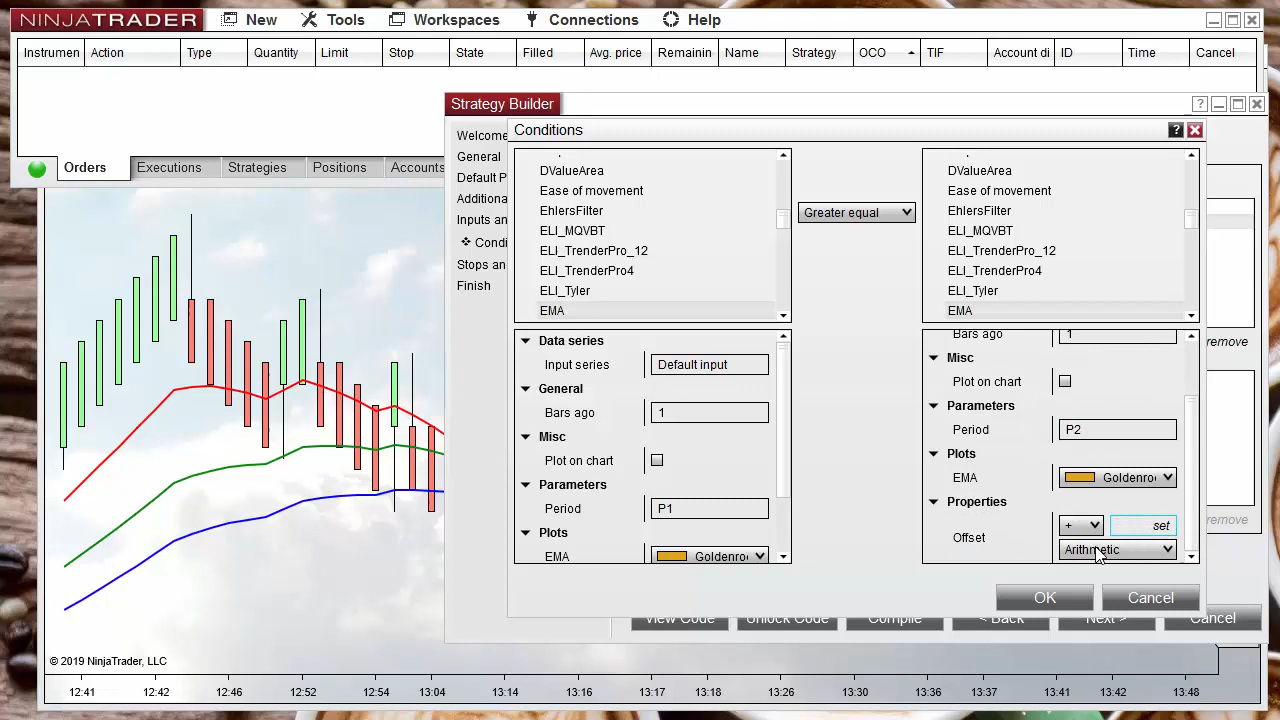 NINJATRADER New Tools Workspaces Connections Help
Instrumen Action Type Quantity Limit Stop State Filled Avg. price Remainin Name Strategy OCO TIF Account di ID Time Cancel
Strategy Builder
Welcome
General
Default P
Additiona
Inputs an
Condi
Stops an
Finish
Orders Executions Strategies Positions Accounts
Conditions
DValueArea
Ease of movement
EhlersFilter
ELI_MQVBT
ELI_TrenderPro_12
ELI_TrenderPro4
ELI_Tyler
EMA
Greater equal
DValueArea
Ease of movement
EhlersFilter
ELI_MQVBT
ELI_TrenderPro_12
ELI_TrenderPro4
ELI_Tyler
EMA
Data series
Input series Default input
General
Bars ago 1
Misc
Plot on chart
Parameters
Period P1
Plots
EMA Goldenro
Bars ago 1
Misc
Plot on chart
Parameters
Period P2
Plots
EMA Goldenro
Properties
Offset + set
Arithmetic
OK Cancel
remove
remove
View Code Unlock Code Compile < Back Next > Cancel
© 2019 NinjaTrader, LLC
12:41 12:42 12:46 12:52 12:54 13:04 13:14 13:16 13:17 13:18 13:26 13:30 13:36 13:37 13:41 13:42 13:48